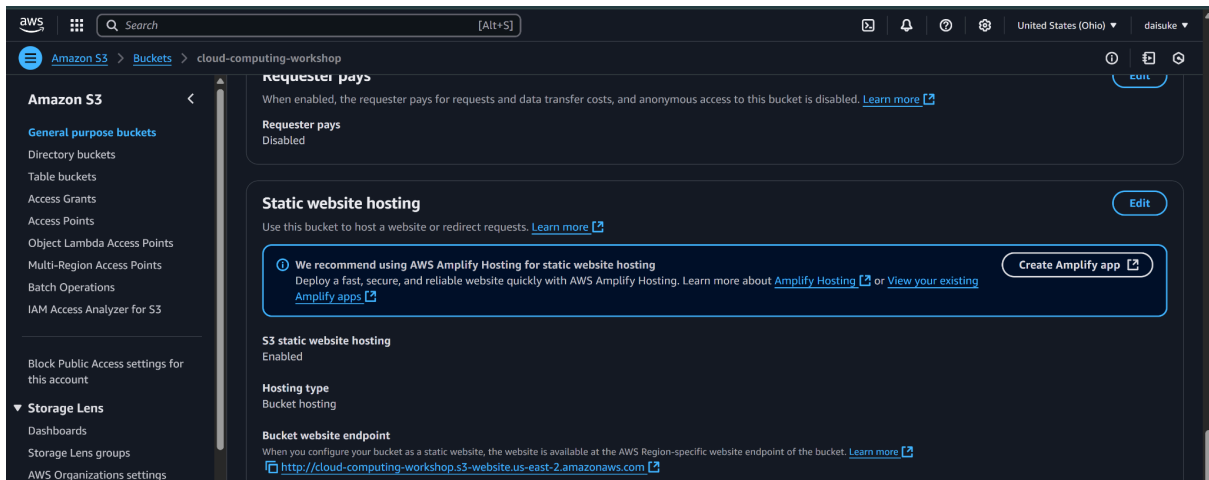 aws
Search
[Alt+S]
United States (Ohio)
daisuke
Amazon S3 > Buckets > cloud-computing-workshop
Amazon S3
General purpose buckets
Directory buckets
Table buckets
Access Grants
Access Points
Object Lambda Access Points
Multi-Region Access Points
Batch Operations
IAM Access Analyzer for S3
Block Public Access settings for
this account
Storage Lens
Dashboards
Storage Lens groups
AWS Organizations settings
Requester pays
Edit
When enabled, the requester pays for requests and data transfer costs, and anonymous access to this bucket is disabled. Learn more
Requester pays
Disabled
Static website hosting
Edit
Use this bucket to host a website or redirect requests. Learn more
We recommend using AWS Amplify Hosting for static website hosting
Create Amplify app
Deploy a fast, secure, and reliable website quickly with AWS Amplify Hosting. Learn more about Amplify Hosting or View your existing
Amplify apps
S3 static website hosting
Enabled
Hosting type
Bucket hosting
Bucket website endpoint
When you configure your bucket as a static website, the website is available at the AWS Region-specific website endpoint of the bucket. Learn more
http://cloud-computing-workshop.s3-website.us-east-2.amazonaws.com